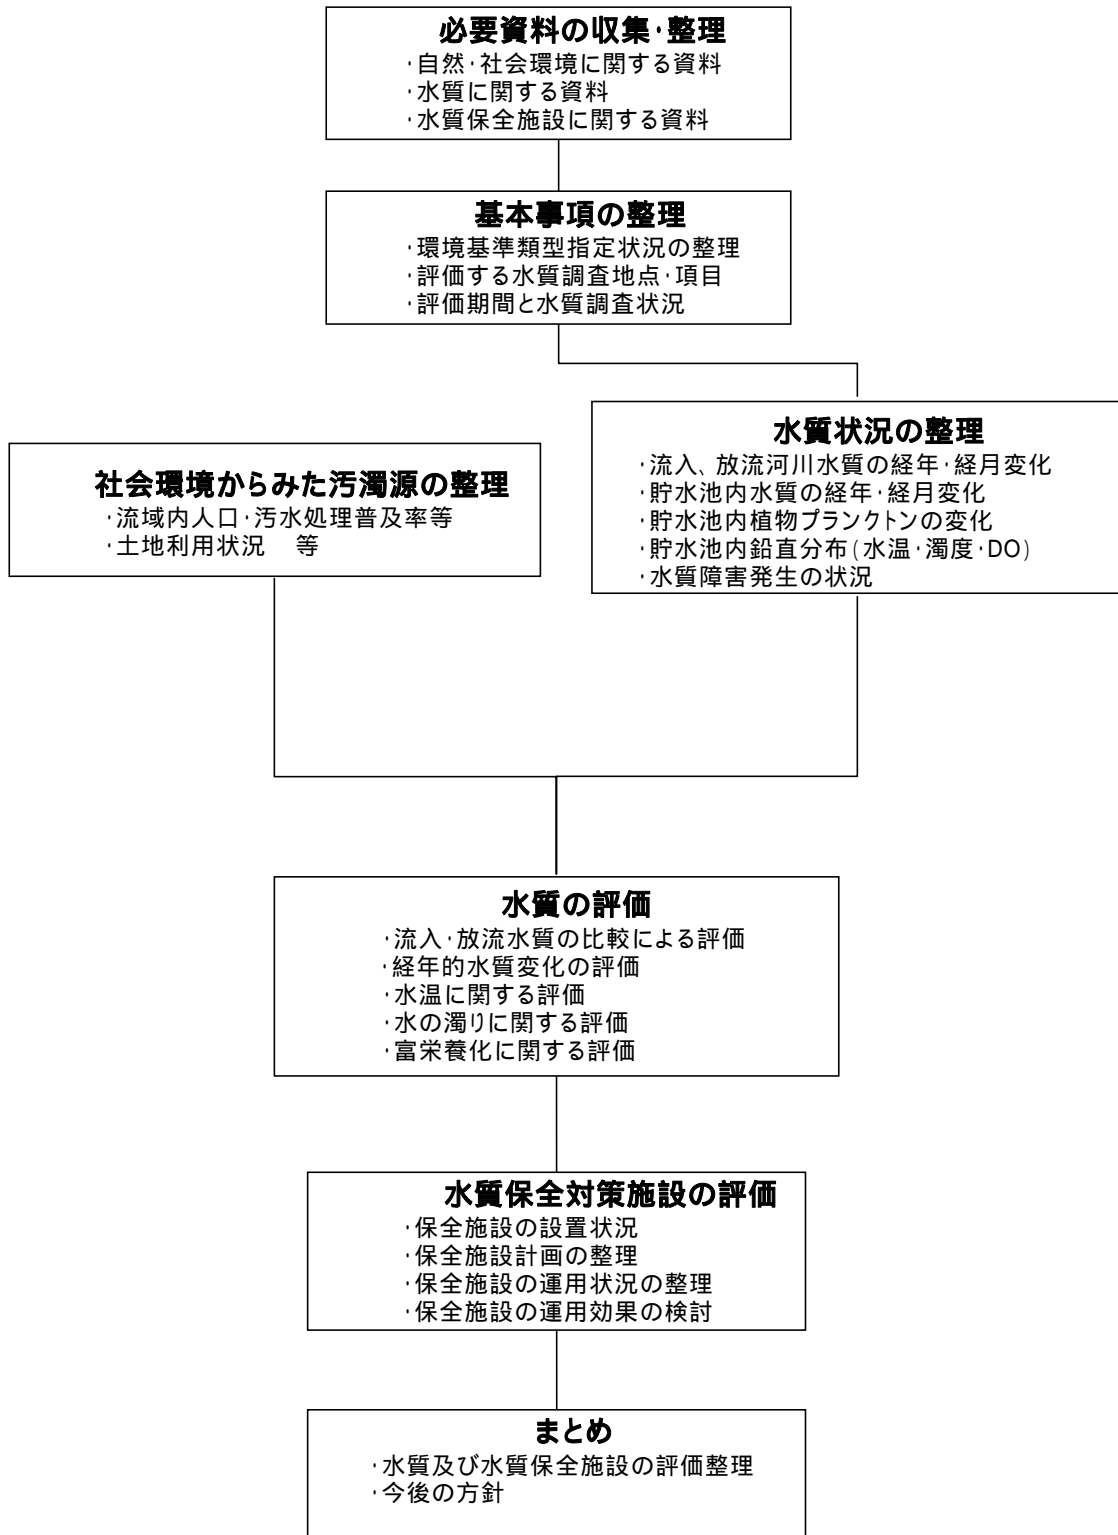 必要資料の収集･整理
･自然･社会環境に関する資料
･水質に関する資料
･水質保全施設に関する資料
基本事項の整理
･環境基準類型指定状況の整理
･評価する水質調査地点･項目
･評価期間と水質調査状況
社会環境からみた汚濁源の整理
･流域内人口･汚水処理普及率等
･土地利用状況　等
水質状況の整理
･流入、放流河川水質の経年･経月変化
･貯水池内水質の経年･経月変化
･貯水池内植物プランクトンの変化
･貯水池内鉛直分布(水温･濁度･DO)
･水質障害発生の状況
水質の評価
･流入･放流水質の比較による評価
･経年的水質変化の評価
･水温に関する評価
･水の濁りに関する評価
･富栄養化に関する評価
水質保全対策施設の評価
･保全施設の設置状況
･保全施設計画の整理
･保全施設の運用状況の整理
･保全施設の運用効果の検討
まとめ
･水質及び水質保全施設の評価整理
･今後の方針